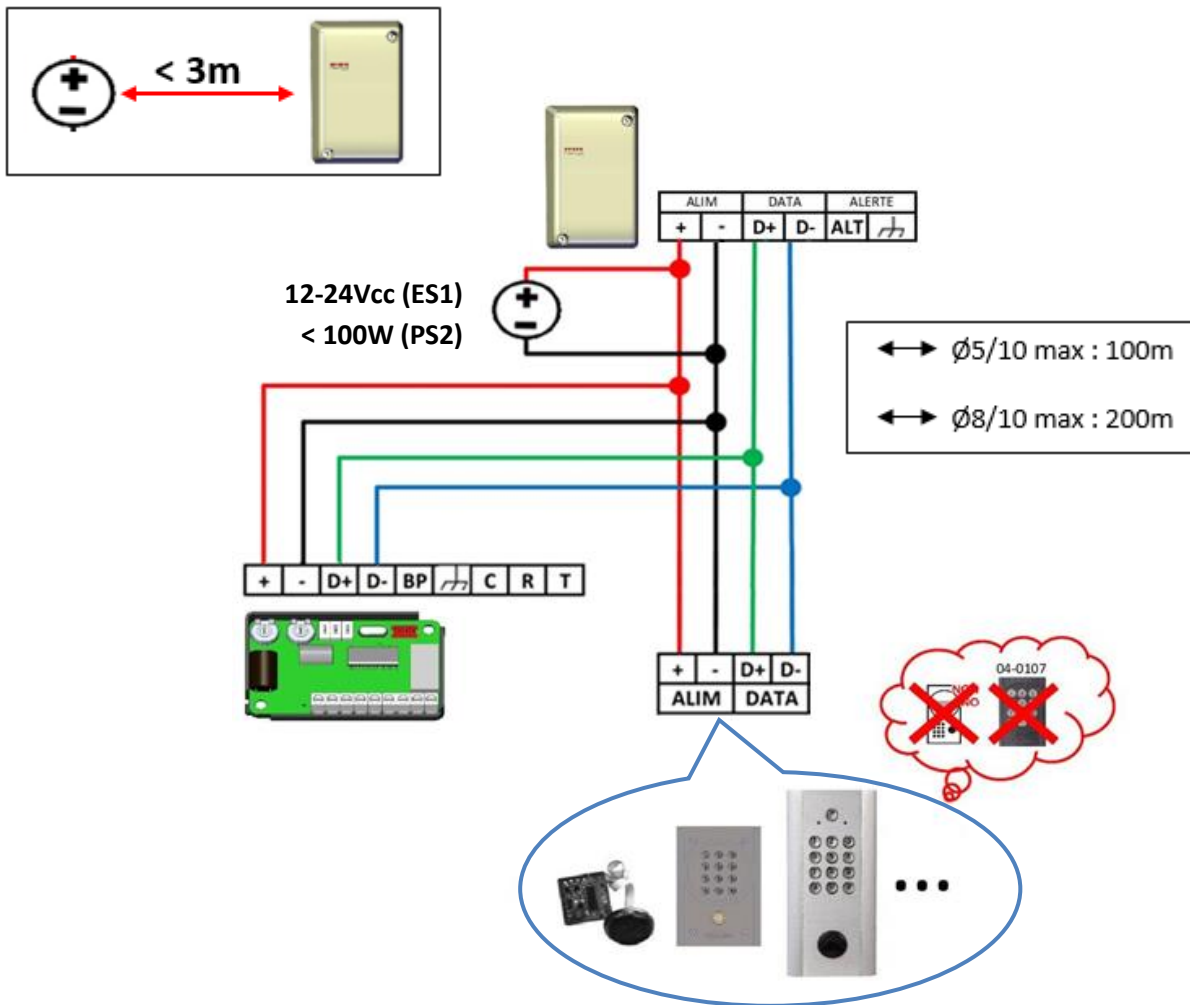 < 3m
ALIM DATA ALERTE
+ - D+ D- ALT
12-24Vcc (ES1)
< 100W (PS2)
Ø5/10 max : 100m
Ø8/10 max : 200m
+ - D+ D- BP C R T
+ - D+ D-
ALIM DATA
04-0107
NO